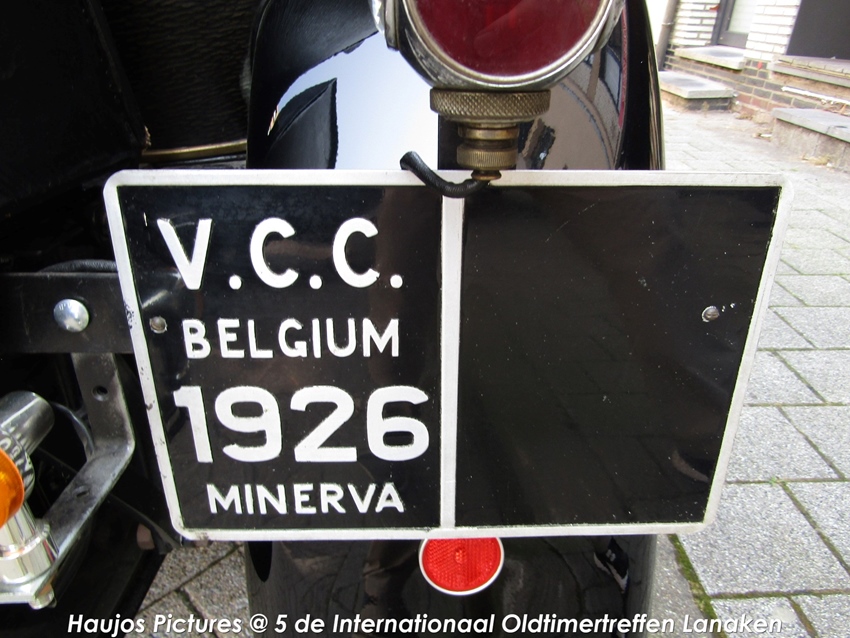 V.C.C.
BELGIUM
1926
MINERVA
Haujos Pictures @ 5 de Internationaal Oldtimertreffen Lanaken